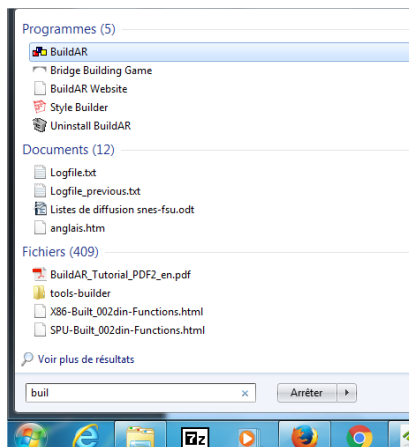 Programmes (5)
BuildAR
Bridge Building Game
BuildAR Website
Style Builder
Uninstall BuildAR
Documents (12)
Logfile.txt
Logfile_previous.txt
Listes de diffusion snes-fsu.odt
anglais.htm
Fichiers (409)
BuildAR_Tutorial_PDF2_en.pdf
tools-builder
X86-Built_002din-Functions.html
SPU-Built_002din-Functions.html
Voir plus de résultats
buil
Arrêter
7z